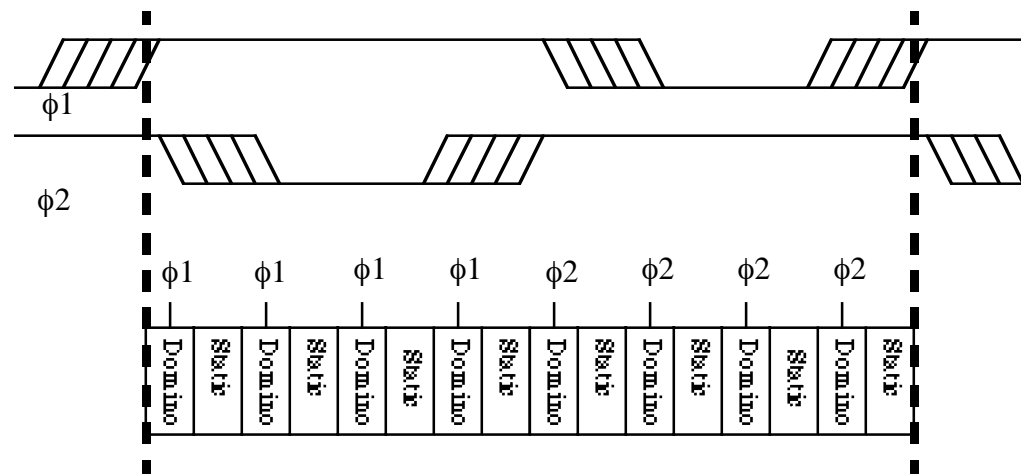 ϕ1
ϕ2
ϕ1 ϕ1 ϕ1 ϕ1 ϕ2 ϕ2 ϕ2 ϕ2
Domino Static Domino Static Domino Static Domino Static Domino Static Domino Static Domino Static Domino Static